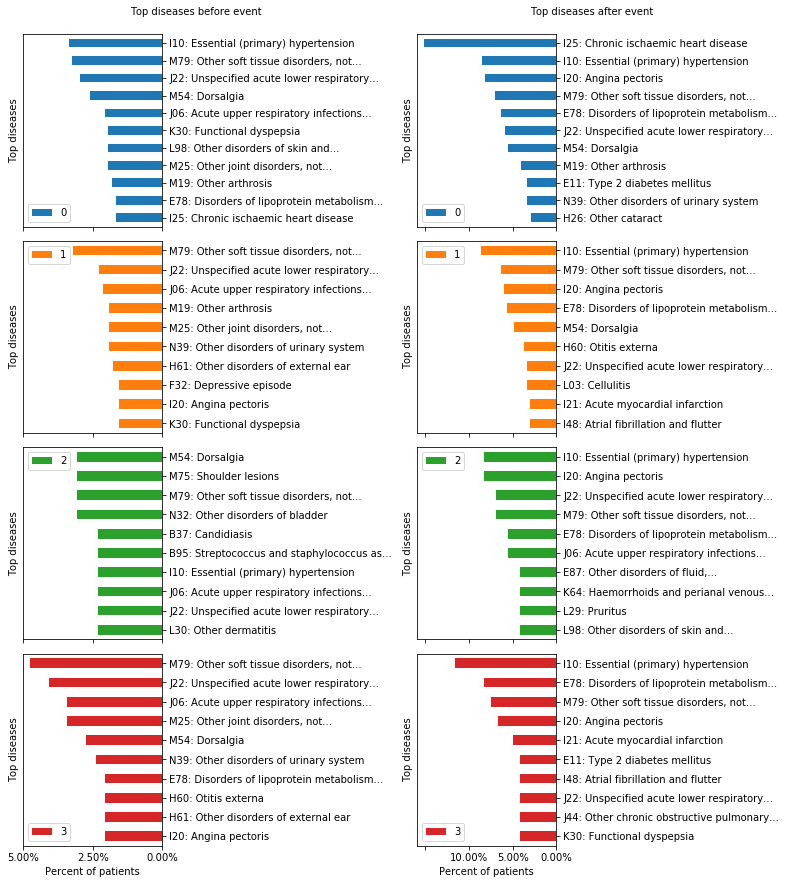 Top diseases before event
Top diseases
I10: Essential (primary) hypertension
M79: Other soft tissue disorders, not...
J22: Unspecified acute lower respiratory...
M54: Dorsalgia
J06: Acute upper respiratory infections...
K30: Functional dyspepsia
L98: Other disorders of skin and...
M25: Other joint disorders, not...
M19: Other arthrosis
E78: Disorders of lipoprotein metabolism...
I25: Chronic ischaemic heart disease
0
Top diseases after event
Top diseases
I25: Chronic ischaemic heart disease
I10: Essential (primary) hypertension
I20: Angina pectoris
M79: Other soft tissue disorders, not...
E78: Disorders of lipoprotein metabolism...
J22: Unspecified acute lower respiratory...
M54: Dorsalgia
M19: Other arthrosis
E11: Type 2 diabetes mellitus
N39: Other disorders of urinary system
H26: Other cataract
0
Top diseases
1
M79: Other soft tissue disorders, not...
J22: Unspecified acute lower respiratory...
J06: Acute upper respiratory infections...
M19: Other arthrosis
M25: Other joint disorders, not...
N39: Other disorders of urinary system
H61: Other disorders of external ear
F32: Depressive episode
I20: Angina pectoris
K30: Functional dyspepsia
Top diseases
1
I10: Essential (primary) hypertension
M79: Other soft tissue disorders, not...
I20: Angina pectoris
E78: Disorders of lipoprotein metabolism...
M54: Dorsalgia
H60: Otitis externa
J22: Unspecified acute lower respiratory...
L03: Cellulitis
I21: Acute myocardial infarction
I48: Atrial fibrillation and flutter
Top diseases
2
M54: Dorsalgia
M75: Shoulder lesions
M79: Other soft tissue disorders, not...
N32: Other disorders of bladder
B37: Candidiasis
B95: Streptococcus and staphylococcus as...
I10: Essential (primary) hypertension
J06: Acute upper respiratory infections...
J22: Unspecified acute lower respiratory...
L30: Other dermatitis
Top diseases
2
I10: Essential (primary) hypertension
I20: Angina pectoris
J22: Unspecified acute lower respiratory...
M79: Other soft tissue disorders, not...
E78: Disorders of lipoprotein metabolism...
J06: Acute upper respiratory infections...
E87: Other disorders of fluid,...
K64: Haemorrhoids and perianal venous...
L29: Pruritus
L98: Other disorders of skin and...
Top diseases
M79: Other soft tissue disorders, not...
J22: Unspecified acute lower respiratory...
J06: Acute upper respiratory infections...
M25: Other joint disorders, not...
M54: Dorsalgia
N39: Other disorders of urinary system
E78: Disorders of lipoprotein metabolism...
H60: Otitis externa
H61: Other disorders of external ear
I20: Angina pectoris
3
5.00% 2.50% 0.00%
Percent of patients
Top diseases
I10: Essential (primary) hypertension
E78: Disorders of lipoprotein metabolism...
M79: Other soft tissue disorders, not...
I20: Angina pectoris
I21: Acute myocardial infarction
E11: Type 2 diabetes mellitus
I48: Atrial fibrillation and flutter
J22: Unspecified acute lower respiratory...
J44: Other chronic obstructive pulmonary...
K30: Functional dyspepsia
3
10.00% 5.00% 0.00%
Percent of patients